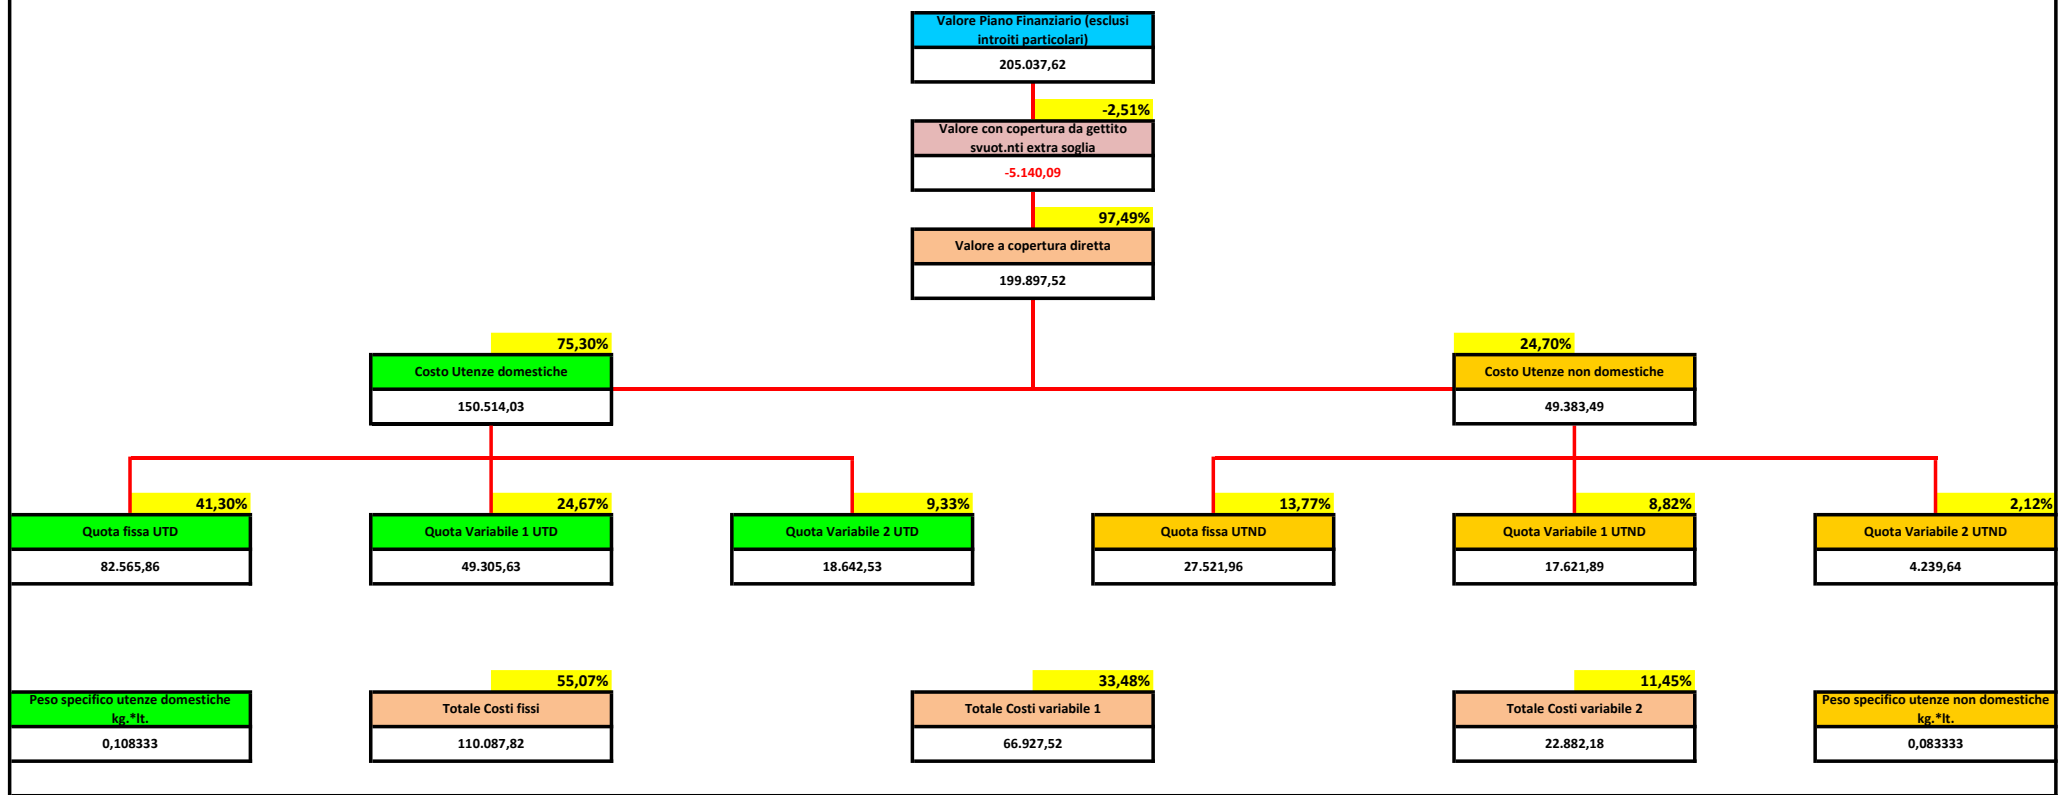 Valore Piano Finanziario (esclusi
introiti particolari)
205.037,62
-2,51%
Valore con copertura da gettito
svuot.nti extra soglia
-5.140,09
97,49%
Valore a copertura diretta
199.897,52
75,30%
24,70%
Costo Utenze domestiche
Costo Utenze non domestiche
150.514,03
49.383,49
41,30%
24,67%
9,33%
13,77%
8,82%
2,12%
Quota fissa UTD
Quota Variabile 1 UTD
Quota Variabile 2 UTD
Quota fissa UTND
Quota Variabile 1 UTND
Quota Variabile 2 UTND
82.565,86
49.305,63
18.642,53
27.521,96
17.621,89
4.239,64
55,07%
33,48%
11,45%
Peso specifico utenze domestiche
kg.*lt.
Totale Costi fissi
Totale Costi variabile 1
Totale Costi variabile 2
Peso specifico utenze non domestiche
kg.*lt.
0,108333
110.087,82
66.927,52
22.882,18
0,083333